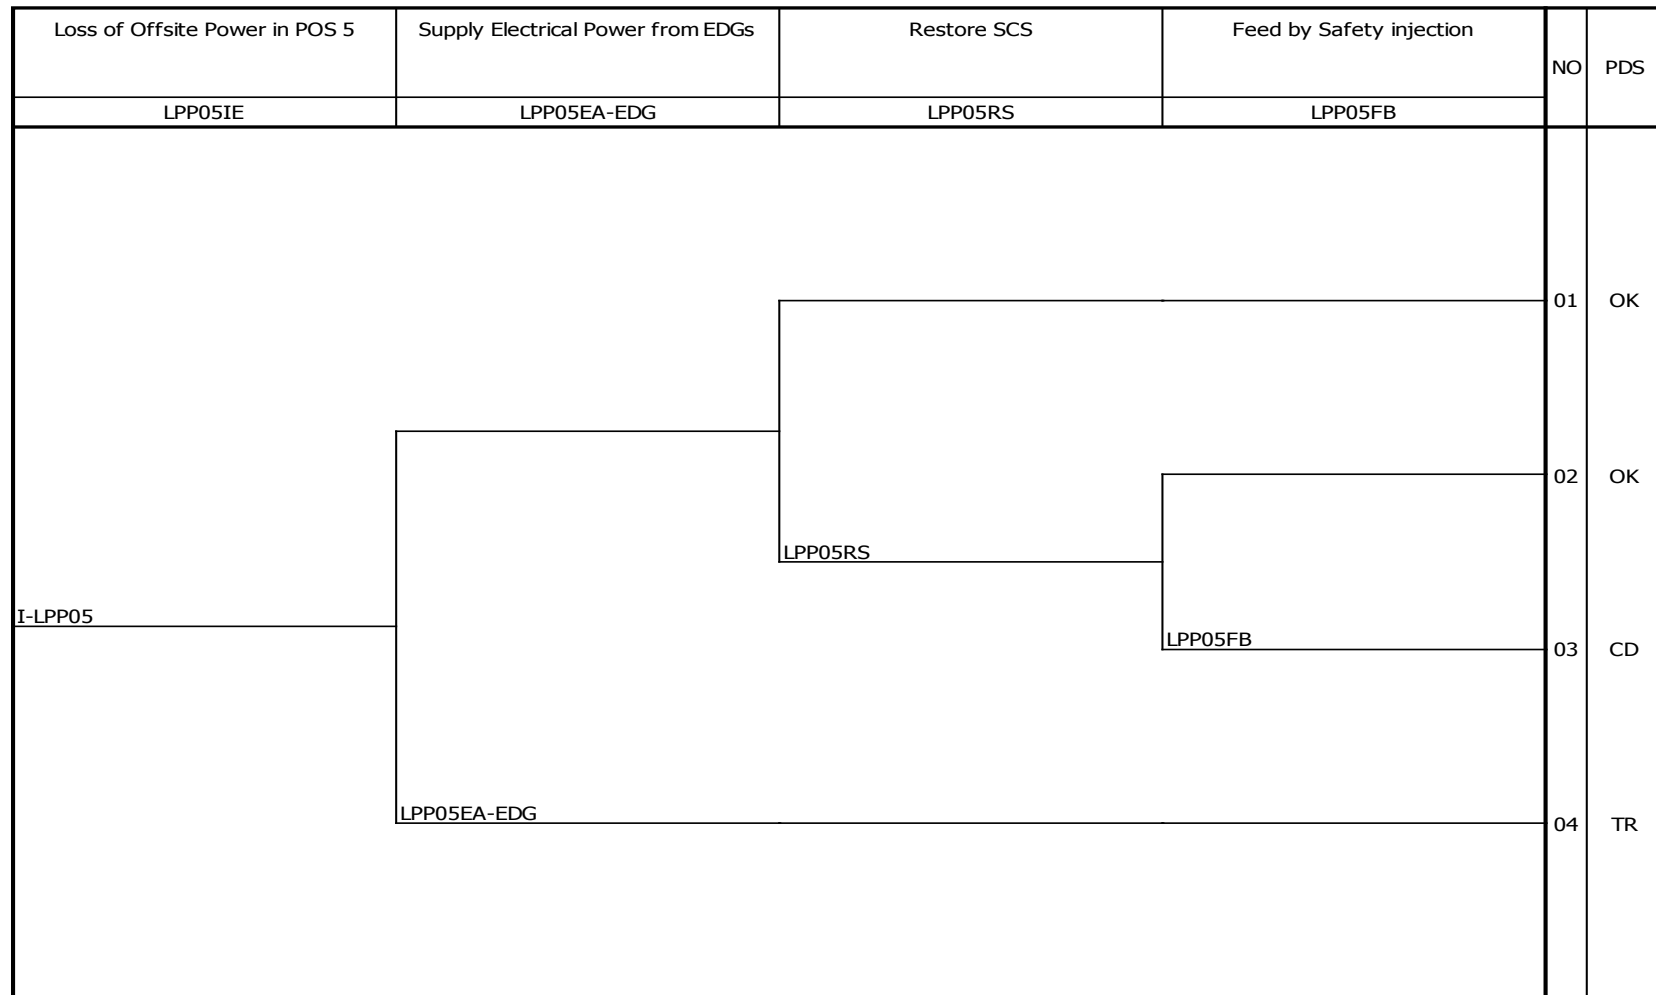 Loss of Offsite Power in POS 5
Supply Electrical Power from EDGs
Restore SCS
Feed by Safety injection
NO
PDS
LPP05IE
LPP05EA-EDG
LPP05RS
LPP05FB
01
OK
02
OK
LPP05RS
I-LPP05
LPP05FB
03
CD
LPP05EA-EDG
04
TR